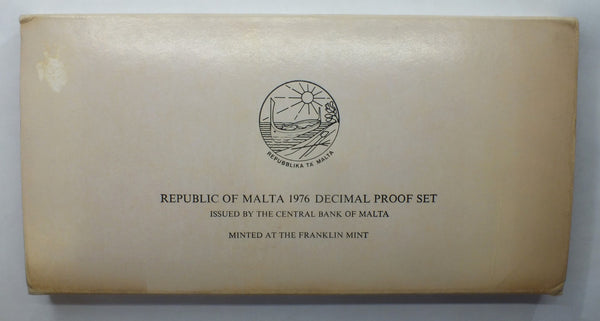 REPUBBLIKA TA' MALTA
REPUBLIC OF MALTA 1976 DECIMAL PROOF SET
ISSUED BY THE CENTRAL BANK OF MALTA
MINTED AT THE FRANKLIN MINT